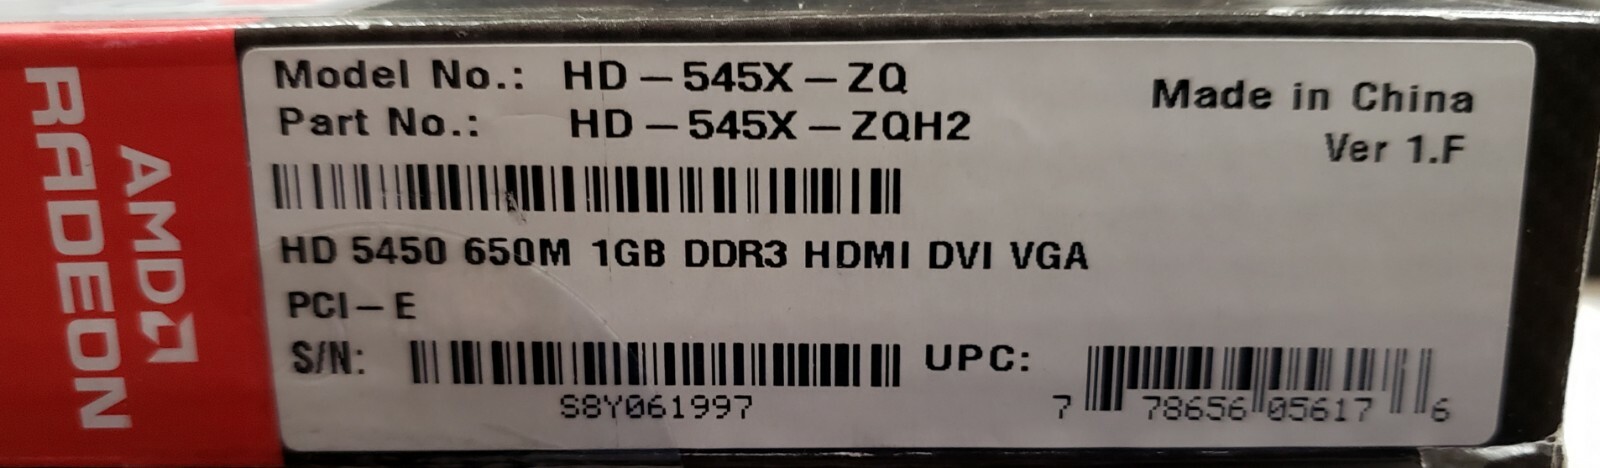 AMD
RADEON
Model No.: HD-545X-ZQ
Part No.: HD-545X-ZQH2
Made in China
Ver 1.F
HD 5450 650M 1GB DDR3 HDMI DVI VGA
PCI-E
S/N:
S8Y061997
UPC:
7 78656 05617 6